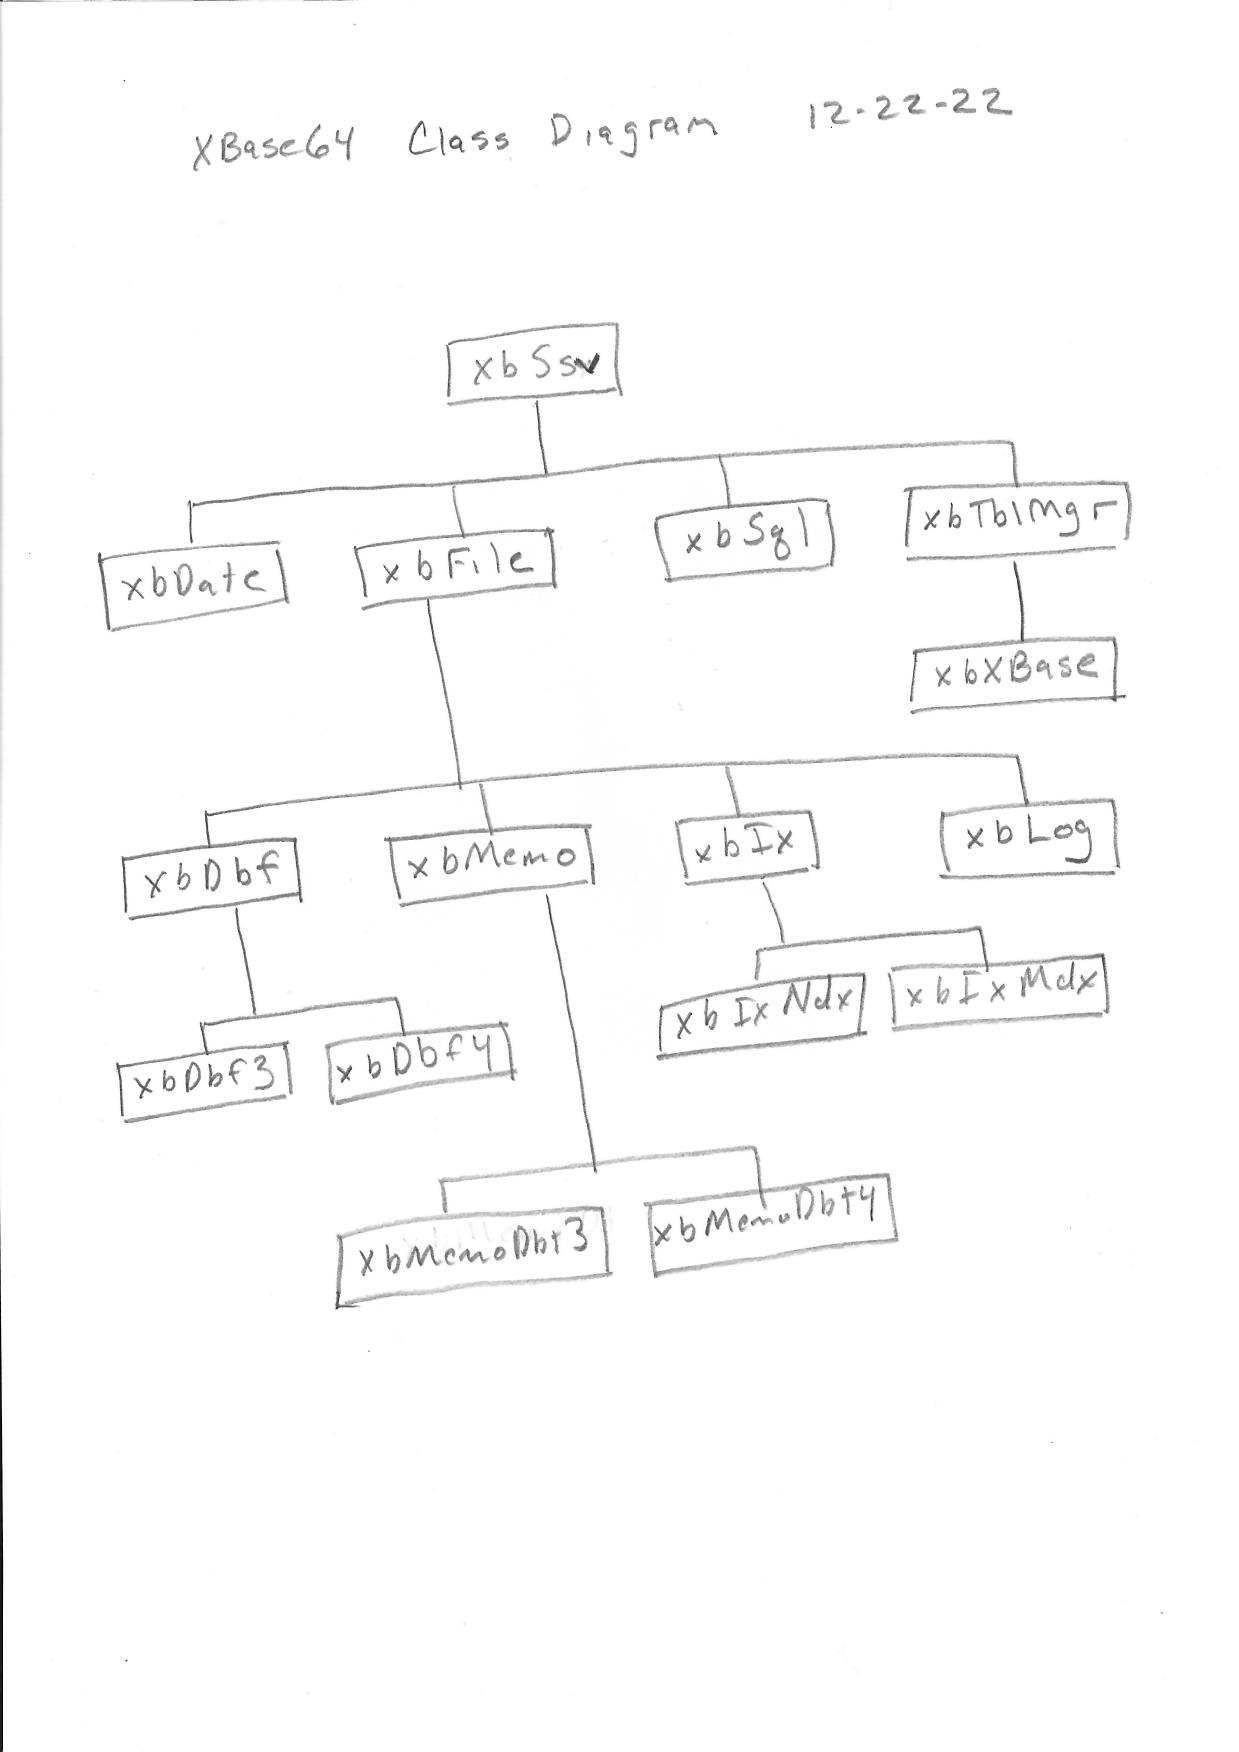 XBase64 Class Diagram 12-22-22
xbSsv
xbDate xbFile xbSql xbTblMgr
xbXBase
xbDbf xbMemo xbIx xbLog
xbIxNdx xbIxMdx
xbDbf3 xbDbf4
xbMemoDbt3 xbMemoDbt4